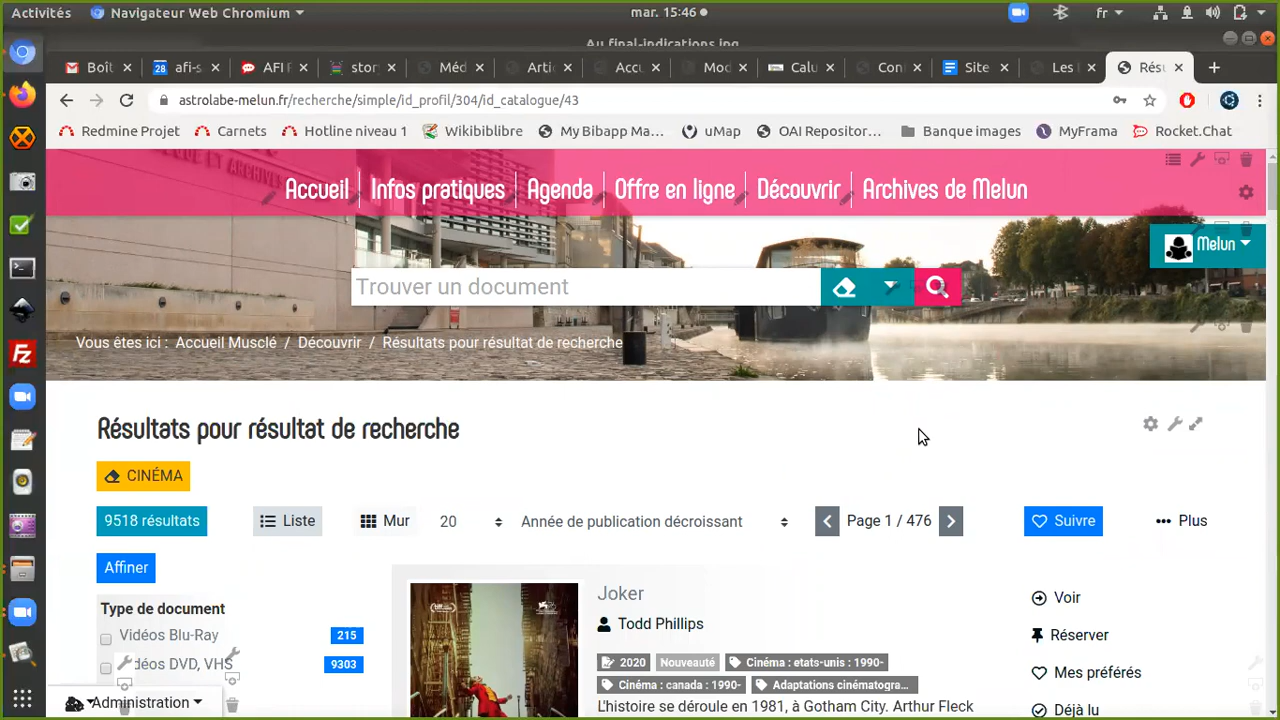 Activités Navigateur Web Chromium mar. 15:46 fr
Au final-indications.jpg
Boît afi-s AFI F stor Méd Artic Accu Mod Calu Con Site Les Résu
astrolabe-melun.fr/recherche/simple/id_profil/304/id_catalogue/43
Redmine Projet Carnets Hotline niveau 1 Wikibiblibre My Bibapp Ma... uMap OAI Repositor... Banque images MyFrama Rocket.Chat
Accueil Infos pratiques Agenda Offre en ligne Découvrir Archives de Melun
Melun
Trouver un document
Vous êtes ici : Accueil Musclé / Découvrir / Résultats pour résultat de recherche
Résultats pour résultat de recherche
CINÉMA
9518 résultats Liste Mur 20 Année de publication décroissant Page 1 / 476 Suivre Plus
Affiner
Type de document
Vidéos Blu-Ray 215
déos DVD, VHS 9303
Administration
Joker
Todd Phillips
2020 Nouveauté Cinéma : etats-unis : 1990-
Cinéma : canada : 1990- Adaptations cinématogra...
L'histoire se déroule en 1981, à Gotham City. Arthur Fleck
Voir
Réserver
Mes préférés
Déjà lu